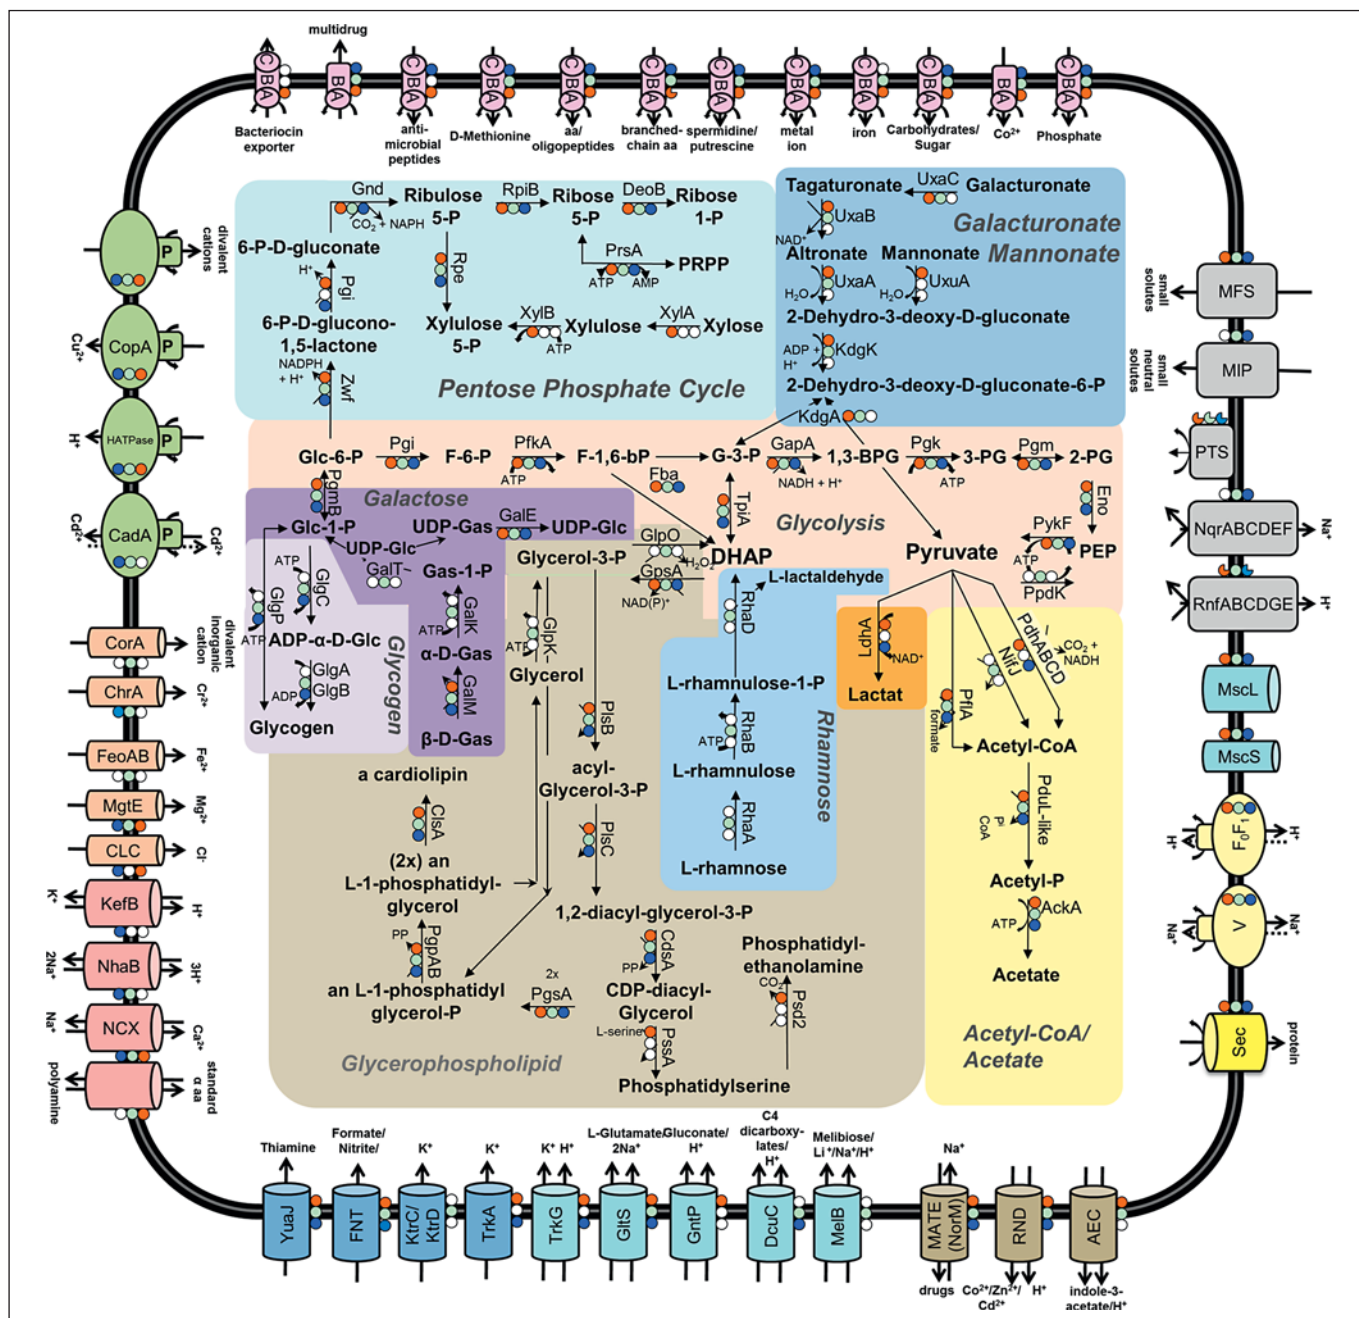 multidrug
C B A
B A
C B A
C B A
C B A
C B A
C B A
C B A
C B A
C B A
B A
C B A
Bacteriocin
exporter
anti-
microbial
peptides
D-Methionine
aa/
oligopeptides
branched-
chain aa
spermidine/
putrescine
metal
ion
iron
Carbohydrates/
Sugar
Co²⁺
Phosphate
P
divalent
cations
CopA
P
Cu²⁺
HATPase
P
H⁺
CadA
P
Cd²⁺
Cd²⁺
CorA
divalent
inorganic
cation
ChrA
Cr²⁺
FeoAB
Fe²⁺
MgtE
Mg²⁺
CLC
Cl⁻
K⁺
KefB
H⁺
2Na⁺
NhaB
3H⁺
Na⁺
NCX
Ca²⁺
polyamine
standard
α aa
Gnd
CO₂ + NAPH
Ribulose
5-P
RpiB
Ribose
5-P
DeoB
Ribose
1-P
6-P-D-gluconate
H⁺
Pgi
Rpe
PrsA
ATP
AMP
PRPP
6-P-D-glucono-
1,5-lactone
Xylulose
5-P
XylB
ATP
Xylulose
XylA
Xylose
NADPH
+ H⁺
Zwf
Pentose Phosphate Cycle
Tagaturonate
UxaC
Galacturonate
UxaB
NAD⁺
Galacturonate
Mannonate
Altronate
Mannonate
H₂O
UxaA
H₂O
UxuA
2-Dehydro-3-deoxy-D-gluconate
ADP +
H⁺
KdgK
2-Dehydro-3-deoxy-D-gluconate-6-P
KdgA
Glc-6-P
Pgi
F-6-P
PfkA
ATP
F-1,6-bP
Fba
G-3-P
GapA
NADH + H⁺
1,3-BPG
Pgk
ATP
3-PG
Pgm
2-PG
PgmB
TpiA
Glycolysis
Eno
PykF
ATP
PEP
PpdK
Pyruvate
Galactose
Glc-1-P
UDP-Gas
GalE
UDP-Glc
UDP-Glc
GalT
Gas-1-P
GalK
ATP
α-D-Gas
GalM
β-D-Gas
GlgP
ATP
ATP
GlgC
ADP-α-D-Glc
GlgA
GlgB
ADP
Glycogen
Glycogen
Glycerol-3-P
GlpO
H₂O₂
GpsA
NAD(P)⁺
DHAP
GlpK
ATP
Glycerol
PlsB
acyl-
Glycerol-3-P
PlsC
1,2-diacyl-glycerol-3-P
CdsA
PP
CDP-diacyl-
Glycerol
L-serine
PssA
Phosphatidylserine
Psd2
CO₂
Phosphatidyl-
ethanolamine
2x
PgsA
a cardiolipin
ClsA
(2x) an
L-1-phosphatidyl-
glycerol
PP
PgpAB
an L-1-phosphatidyl
glycerol-P
Glycerophospholipid
L-lactaldehyde
RhaD
L-rhamnulose-1-P
RhaB
ATP
L-rhamnulose
RhaA
L-rhamnose
Rhamnose
LdhA
NAD⁺
Lactat
PflA
formate
NifJ
PdhABCD
CO₂ +
NADH
Acetyl-CoA
PduL-like
Pi
CoA
Acetyl-P
AckA
ATP
Acetate
Acetyl-CoA/
Acetate
small
solutes
MFS
small
neutral
solutes
MIP
PTS
NqrABCDEF
Na⁺
RnfABCDGE
H⁺
MscL
MscS
H⁺
F₀F₁
H⁺
Na⁺
V
Na⁺
Sec
protein
Thiamine
YuaJ
Formate/
Nitrite/
FNT
K⁺
KtrC/
KtrD
K⁺
TrkA
K⁺ H⁺
TrkG
L-Glutamate/
2Na⁺
GltS
Gluconate/
H⁺
GntP
C4
dicarboxy-
lates/
H⁺
DcuC
Melibiose/
Li⁺/Na⁺/H⁺
MelB
Na⁺
MATE
(NorM)
drugs
RND
Co²⁺/Zn²⁺/
Cd²⁺
H⁺
AEC
indole-3-
acetate/H⁺